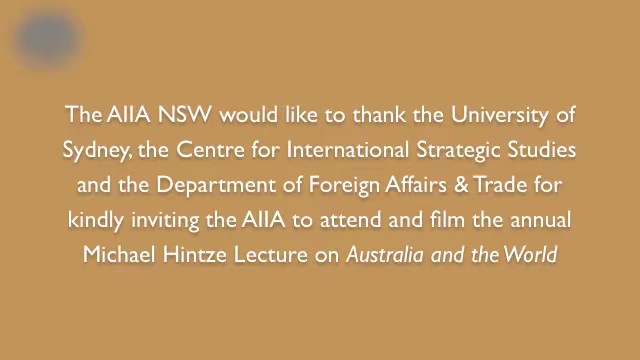 The AIIA NSW would like to thank the University of
Sydney, the Centre for International Strategic Studies
and the Department of Foreign Affairs & Trade for
kindly inviting the AIIA to attend and film the annual
Michael Hintze Lecture on Australia and the World